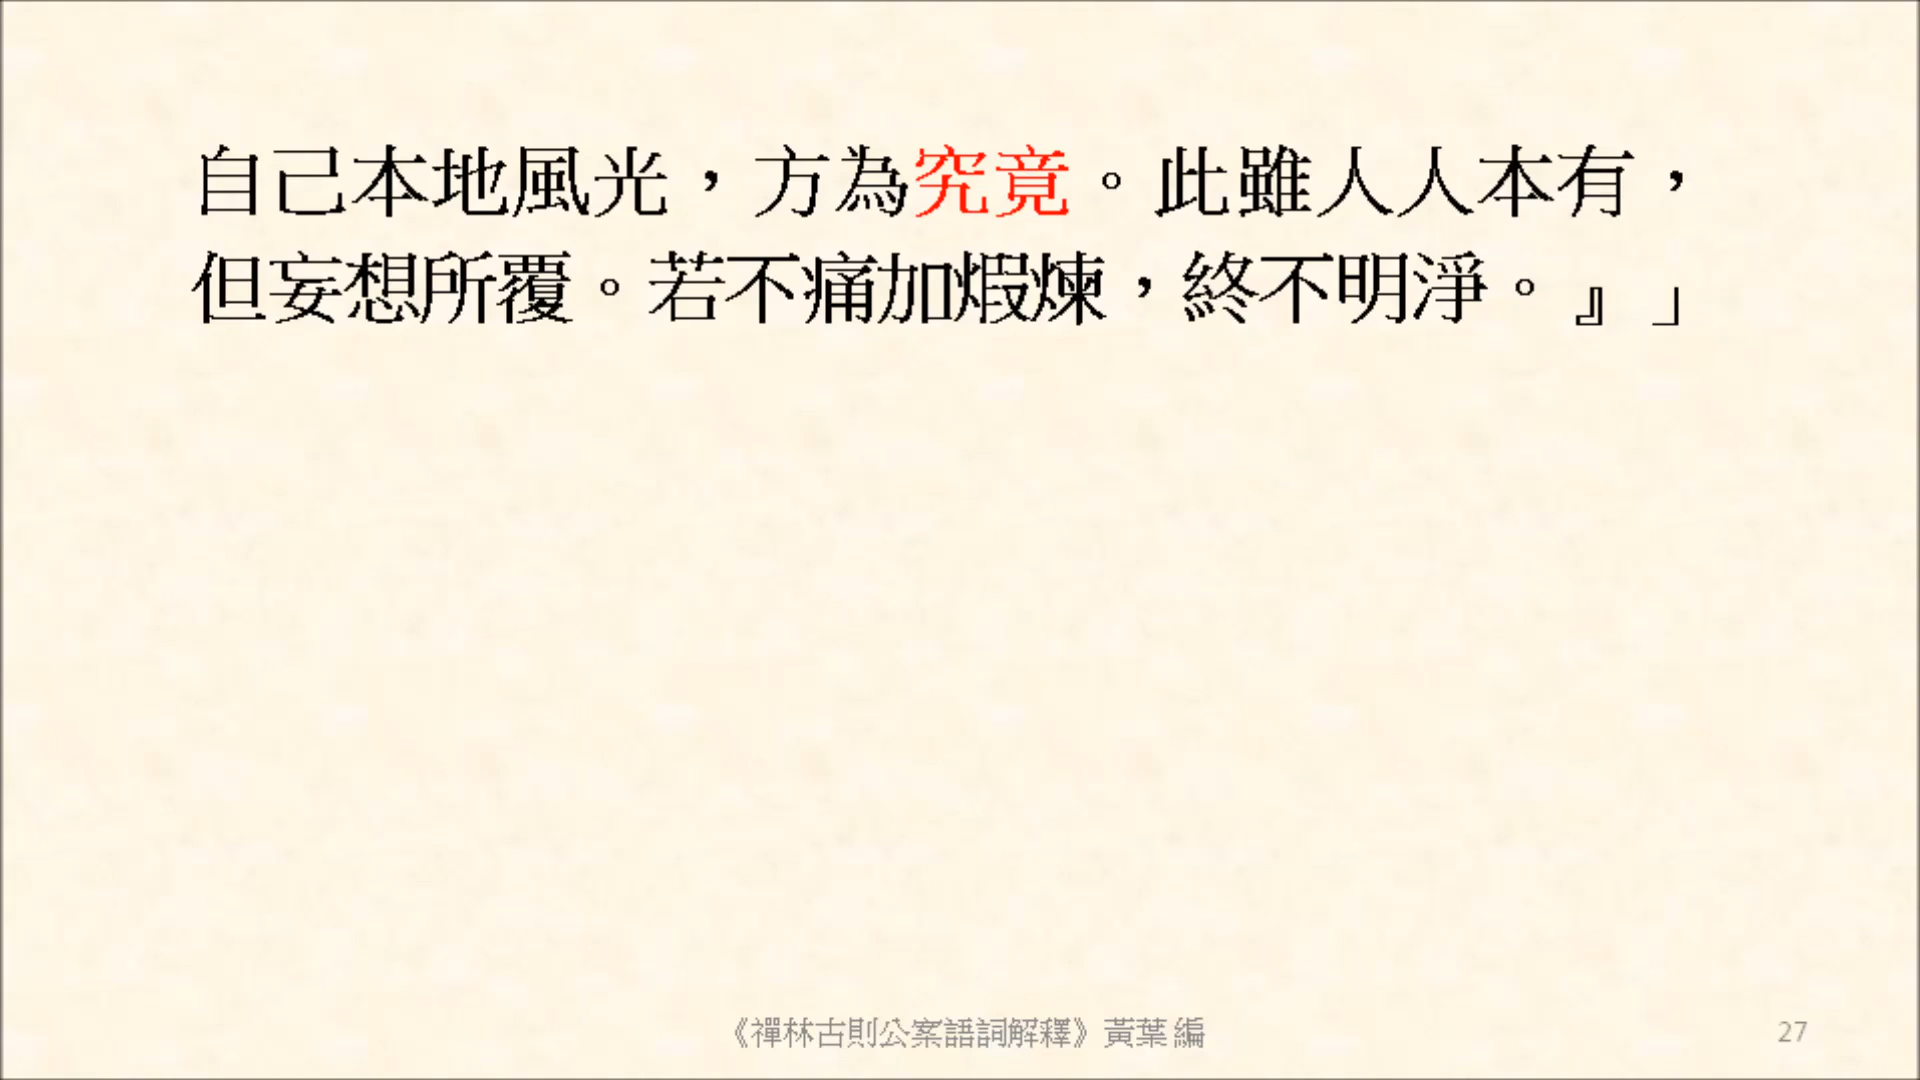 自己本地風光，方為究竟。此雖人人本有，
但妄想所覆。若不痛加煆煉，終不明淨。』」
《禪林古則公案語詞解釋》黃葉 編
27